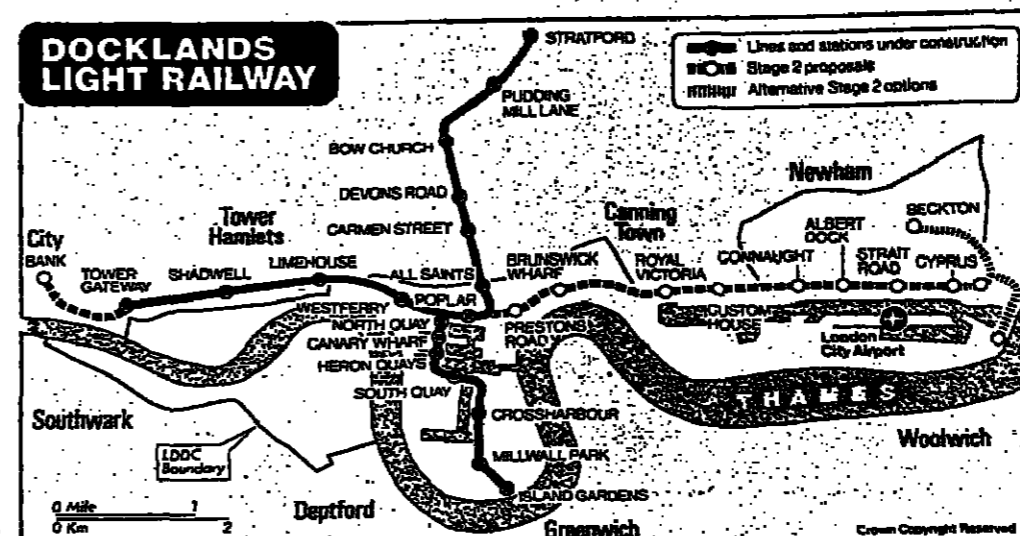 DOCKLANDS
LIGHT RAILWAY
STRATFORD
Lines and stations under construction
Stage 2 proposals
Alternative Stage 2 options
PUDDING
MILL LANE
BOW CHURCH
Newham
DEVONS ROAD
Tower
Hamlets
Canning
Town
ALBERT
DOCK
BECKTON
CARMEN STREET
City
BANK
TOWER
GATEWAY
SHADWELL
LIMEHOUSE
ALL SAINTS
BRUNSWICK
WHARF
ROYAL
VICTORIA
CONNAUGHT
STRAIT
ROAD
CYPRUS
WESTFERRY
POPLAR
NORTH QUAY
CANARY WHARF
HERON QUAYS
PRESTONS
ROAD
CUSTOM
HOUSE
London
City Airport
SOUTH QUAY
THAMES
Southwark
CROSSHARBOUR
Woolwich
LDDC
Boundary
MILLWALL PARK
ISLAND GARDENS
0 Mile 1
0 Km 2
Deptford
Greenwich
Crown Copyright Reserved